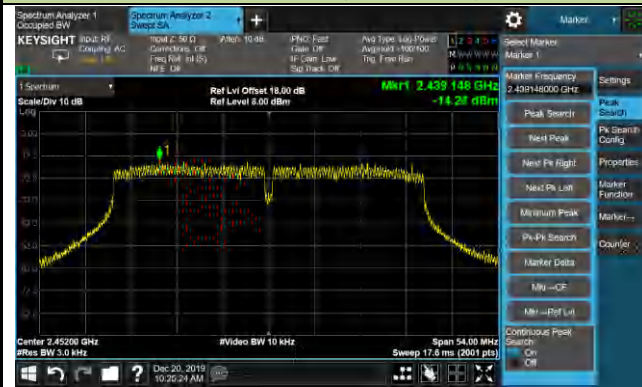 Spectrum Analyzer 1
Occupied BW
Spectrum Analyzer 2
Swept SA
Marker
KEYSIGHT
Input: RF
Coupling: AC
Input Z: 50 Ω
Corrections: Off
Freq Ref: Int (S)
NFE: Off
Atten: 10 dB
PNO: Fast
Gate: Off
IF Gain: Low
Sig Track: Off
Avg Type: Log-Power
Avg|Hold: >100/100
Trig: Free Run
Select Marker
Marker 1
1 Spectrum
Scale/Div 10 dB
Log
Ref Lvl Offset 18.00 dB
Ref Level 8.00 dBm
Mkr1 2.439 148 GHz
Marker Frequency
2.439148000 GHz
Settings
Peak Search
Peak
Search
Next Peak
Pk Search
Config
Next Pk Right
Properties
Next Pk Left
Marker
Function
Minimum Peak
Marker→
Pk-Pk Search
Counter
Marker Delta
Mkr→CF
Mkr→Ref Lvl
Continuous Peak
Search
On
Off
1
Center 2.45200 GHz
#Res BW 3.0 kHz
#Video BW 10 kHz
Span 54.00 MHz
Sweep 17.6 ms (2001 pts)
Dec 20, 2019
10:25:24 AM